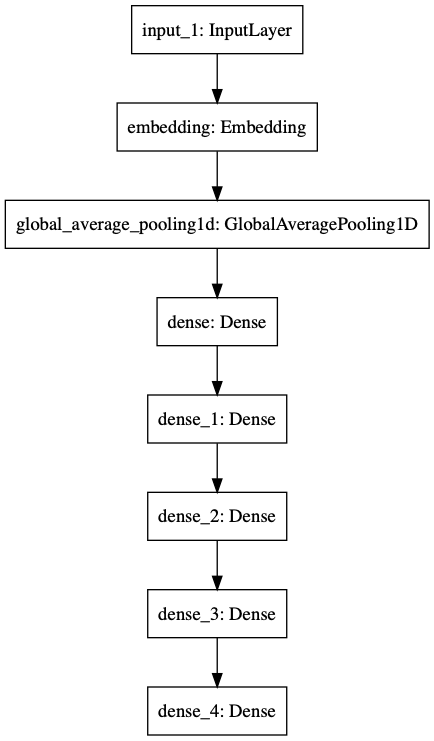 input_1: InputLayer
embedding: Embedding
global_average_pooling1d: GlobalAveragePooling1D
dense: Dense
dense_1: Dense
dense_2: Dense
dense_3: Dense
dense_4: Dense